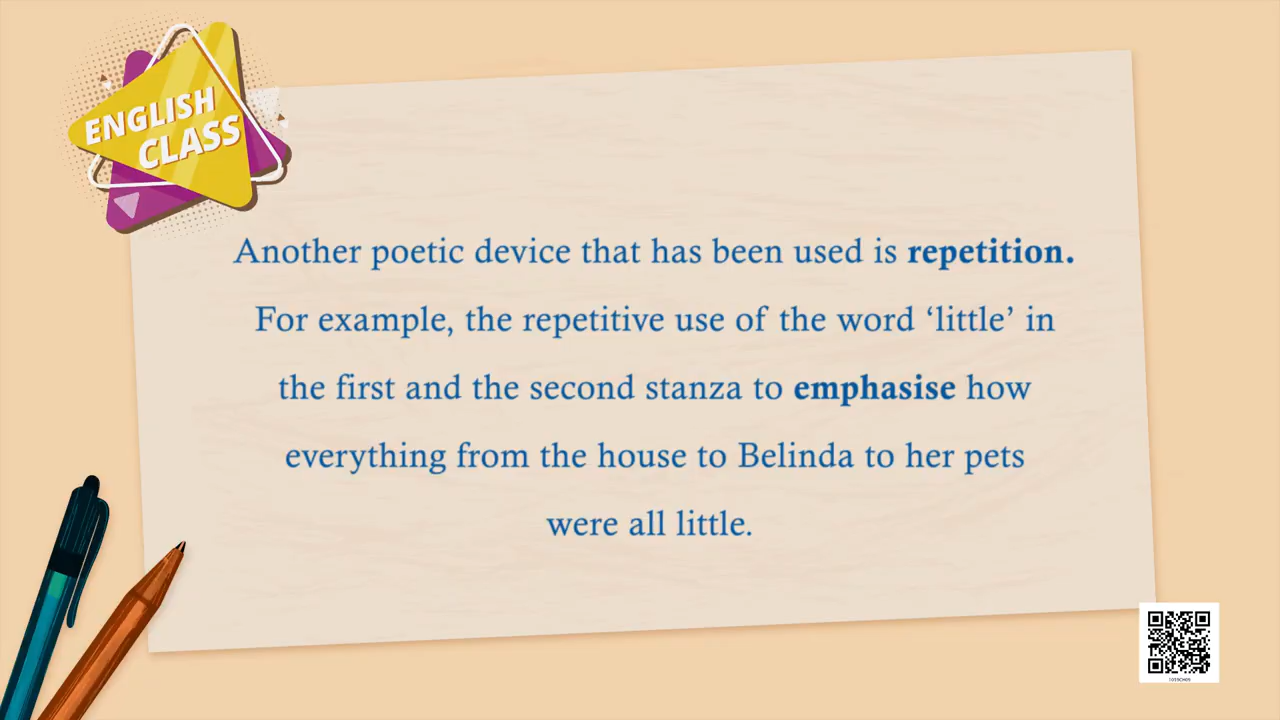 ENGLISH
CLASS
Another poetic device that has been used is repetition.
For example, the repetitive use of the word ‘little’ in
the first and the second stanza to emphasise how
everything from the house to Belinda to her pets
were all little.